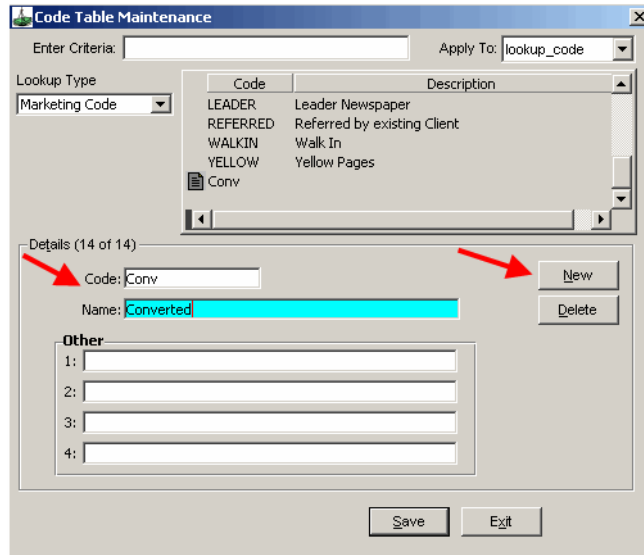 Code Table Maintenance
Enter Criteria: Apply To: lookup_code
Lookup Type
Marketing Code
Code Description
LEADER Leader Newspaper
REFERRED Referred by existing Client
WALKIN Walk In
YELLOW Yellow Pages
Conv
Details (14 of 14)
Code: Conv
New
Name: Converted
Delete
Other
1:
2:
3:
4:
Save Exit